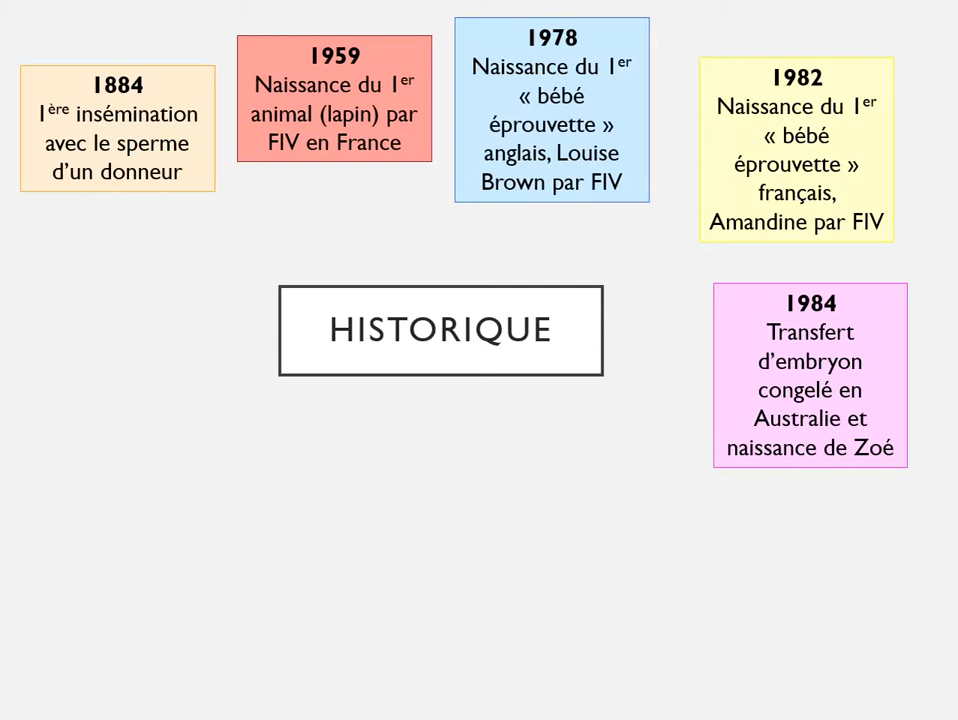 1884
1ère insémination
avec le sperme
d’un donneur
1959
Naissance du 1er
animal (lapin) par
FIV en France
1978
Naissance du 1er
« bébé
éprouvette »
anglais, Louise
Brown par FIV
1982
Naissance du 1er
« bébé
éprouvette »
français,
Amandine par FIV
HISTORIQUE
1984
Transfert
d’embryon
congelé en
Australie et
naissance de Zoé